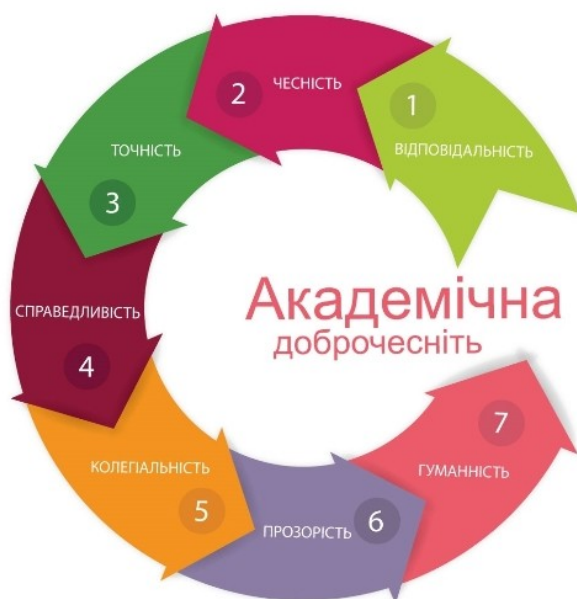 1
ВІДПОВІДАЛЬНІСТЬ
2
ЧЕСНІСТЬ
ТОЧНІСТЬ
3
СПРАВЕДЛИВІСТЬ
4
КОЛЕГІАЛЬНІСТЬ
5
ПРОЗОРІСТЬ
6
7
ГУМАННІСТЬ
Академічна
доброчесніть